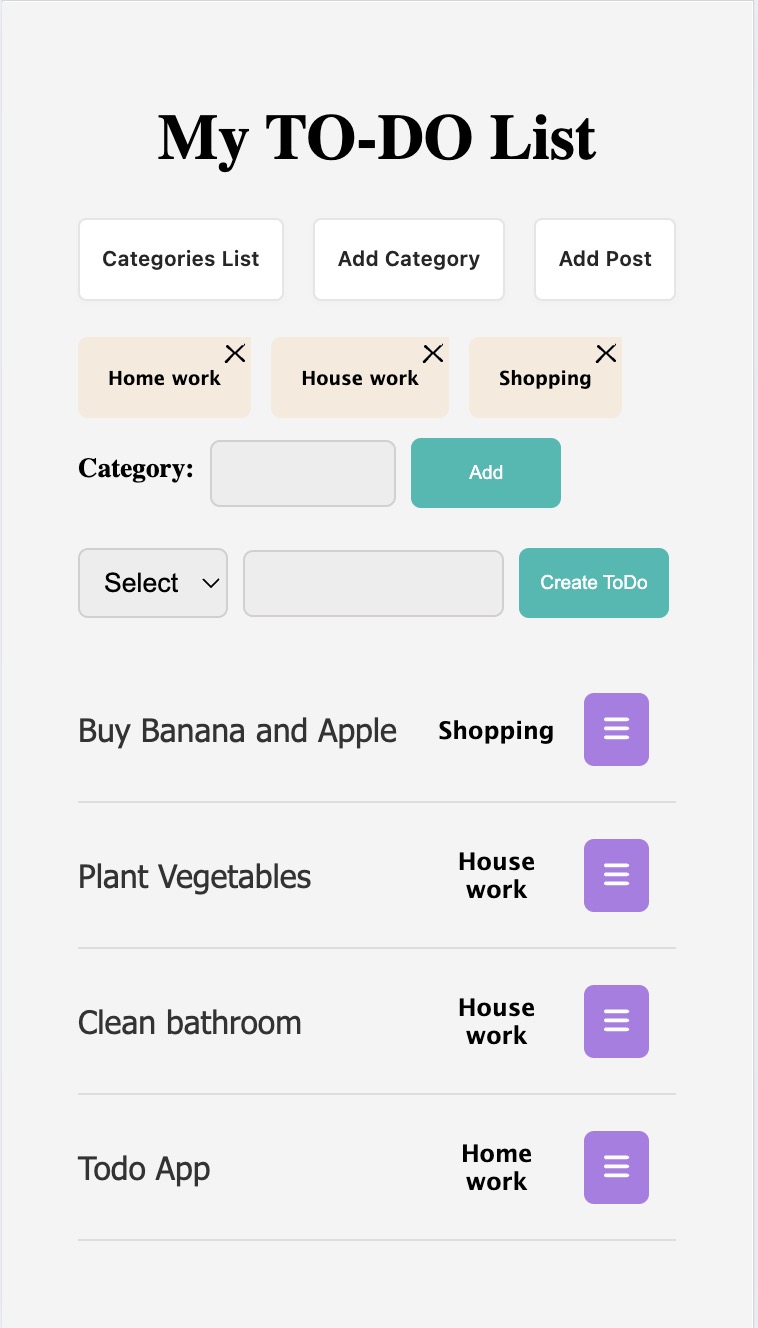 My TO-DO List
Categories List Add Category Add Post
Home work House work Shopping
Category: Add
Select Create ToDo
Buy Banana and Apple Shopping
Plant Vegetables House
work
Clean bathroom House
work
Todo App Home
work